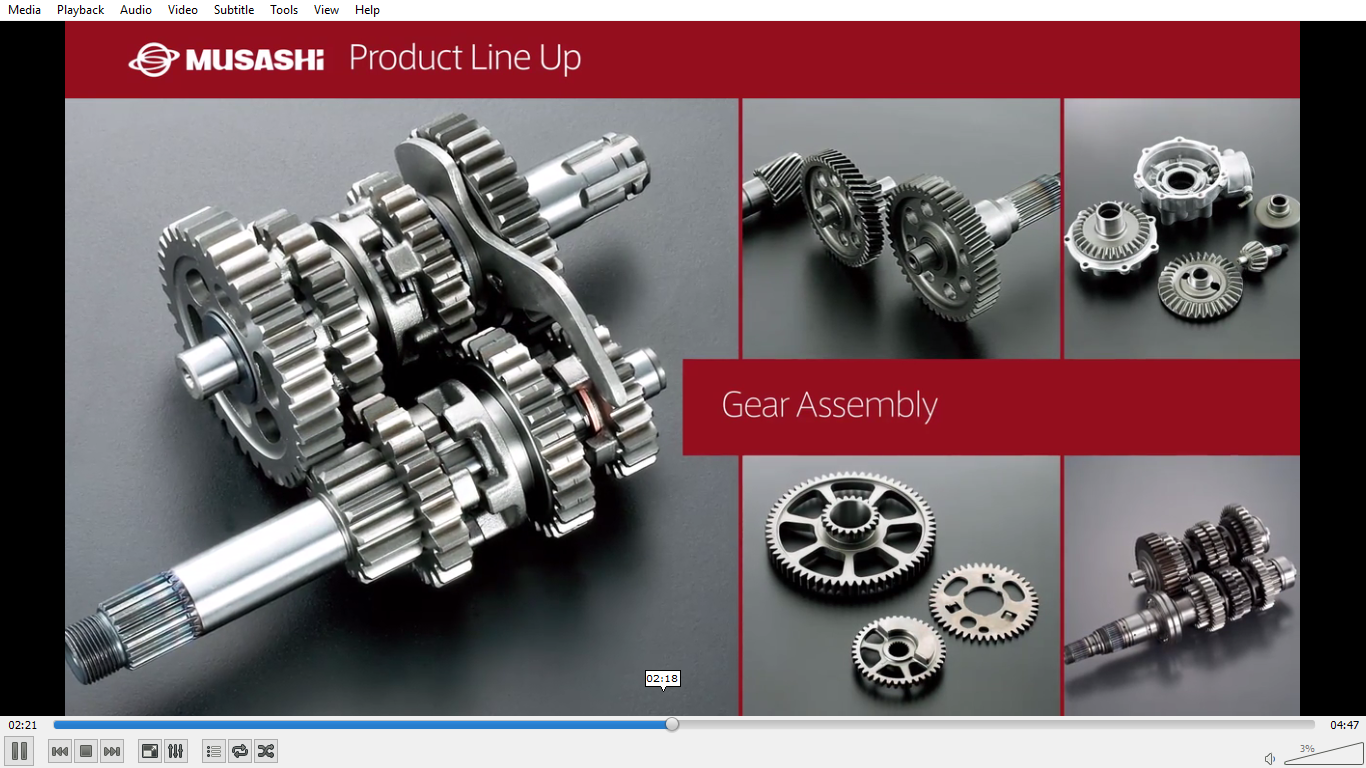 Media Playback Audio Video Subtitle Tools View Help
MUSASHi Product Line Up
Gear Assembly
02:18
02:21
04:47
3%